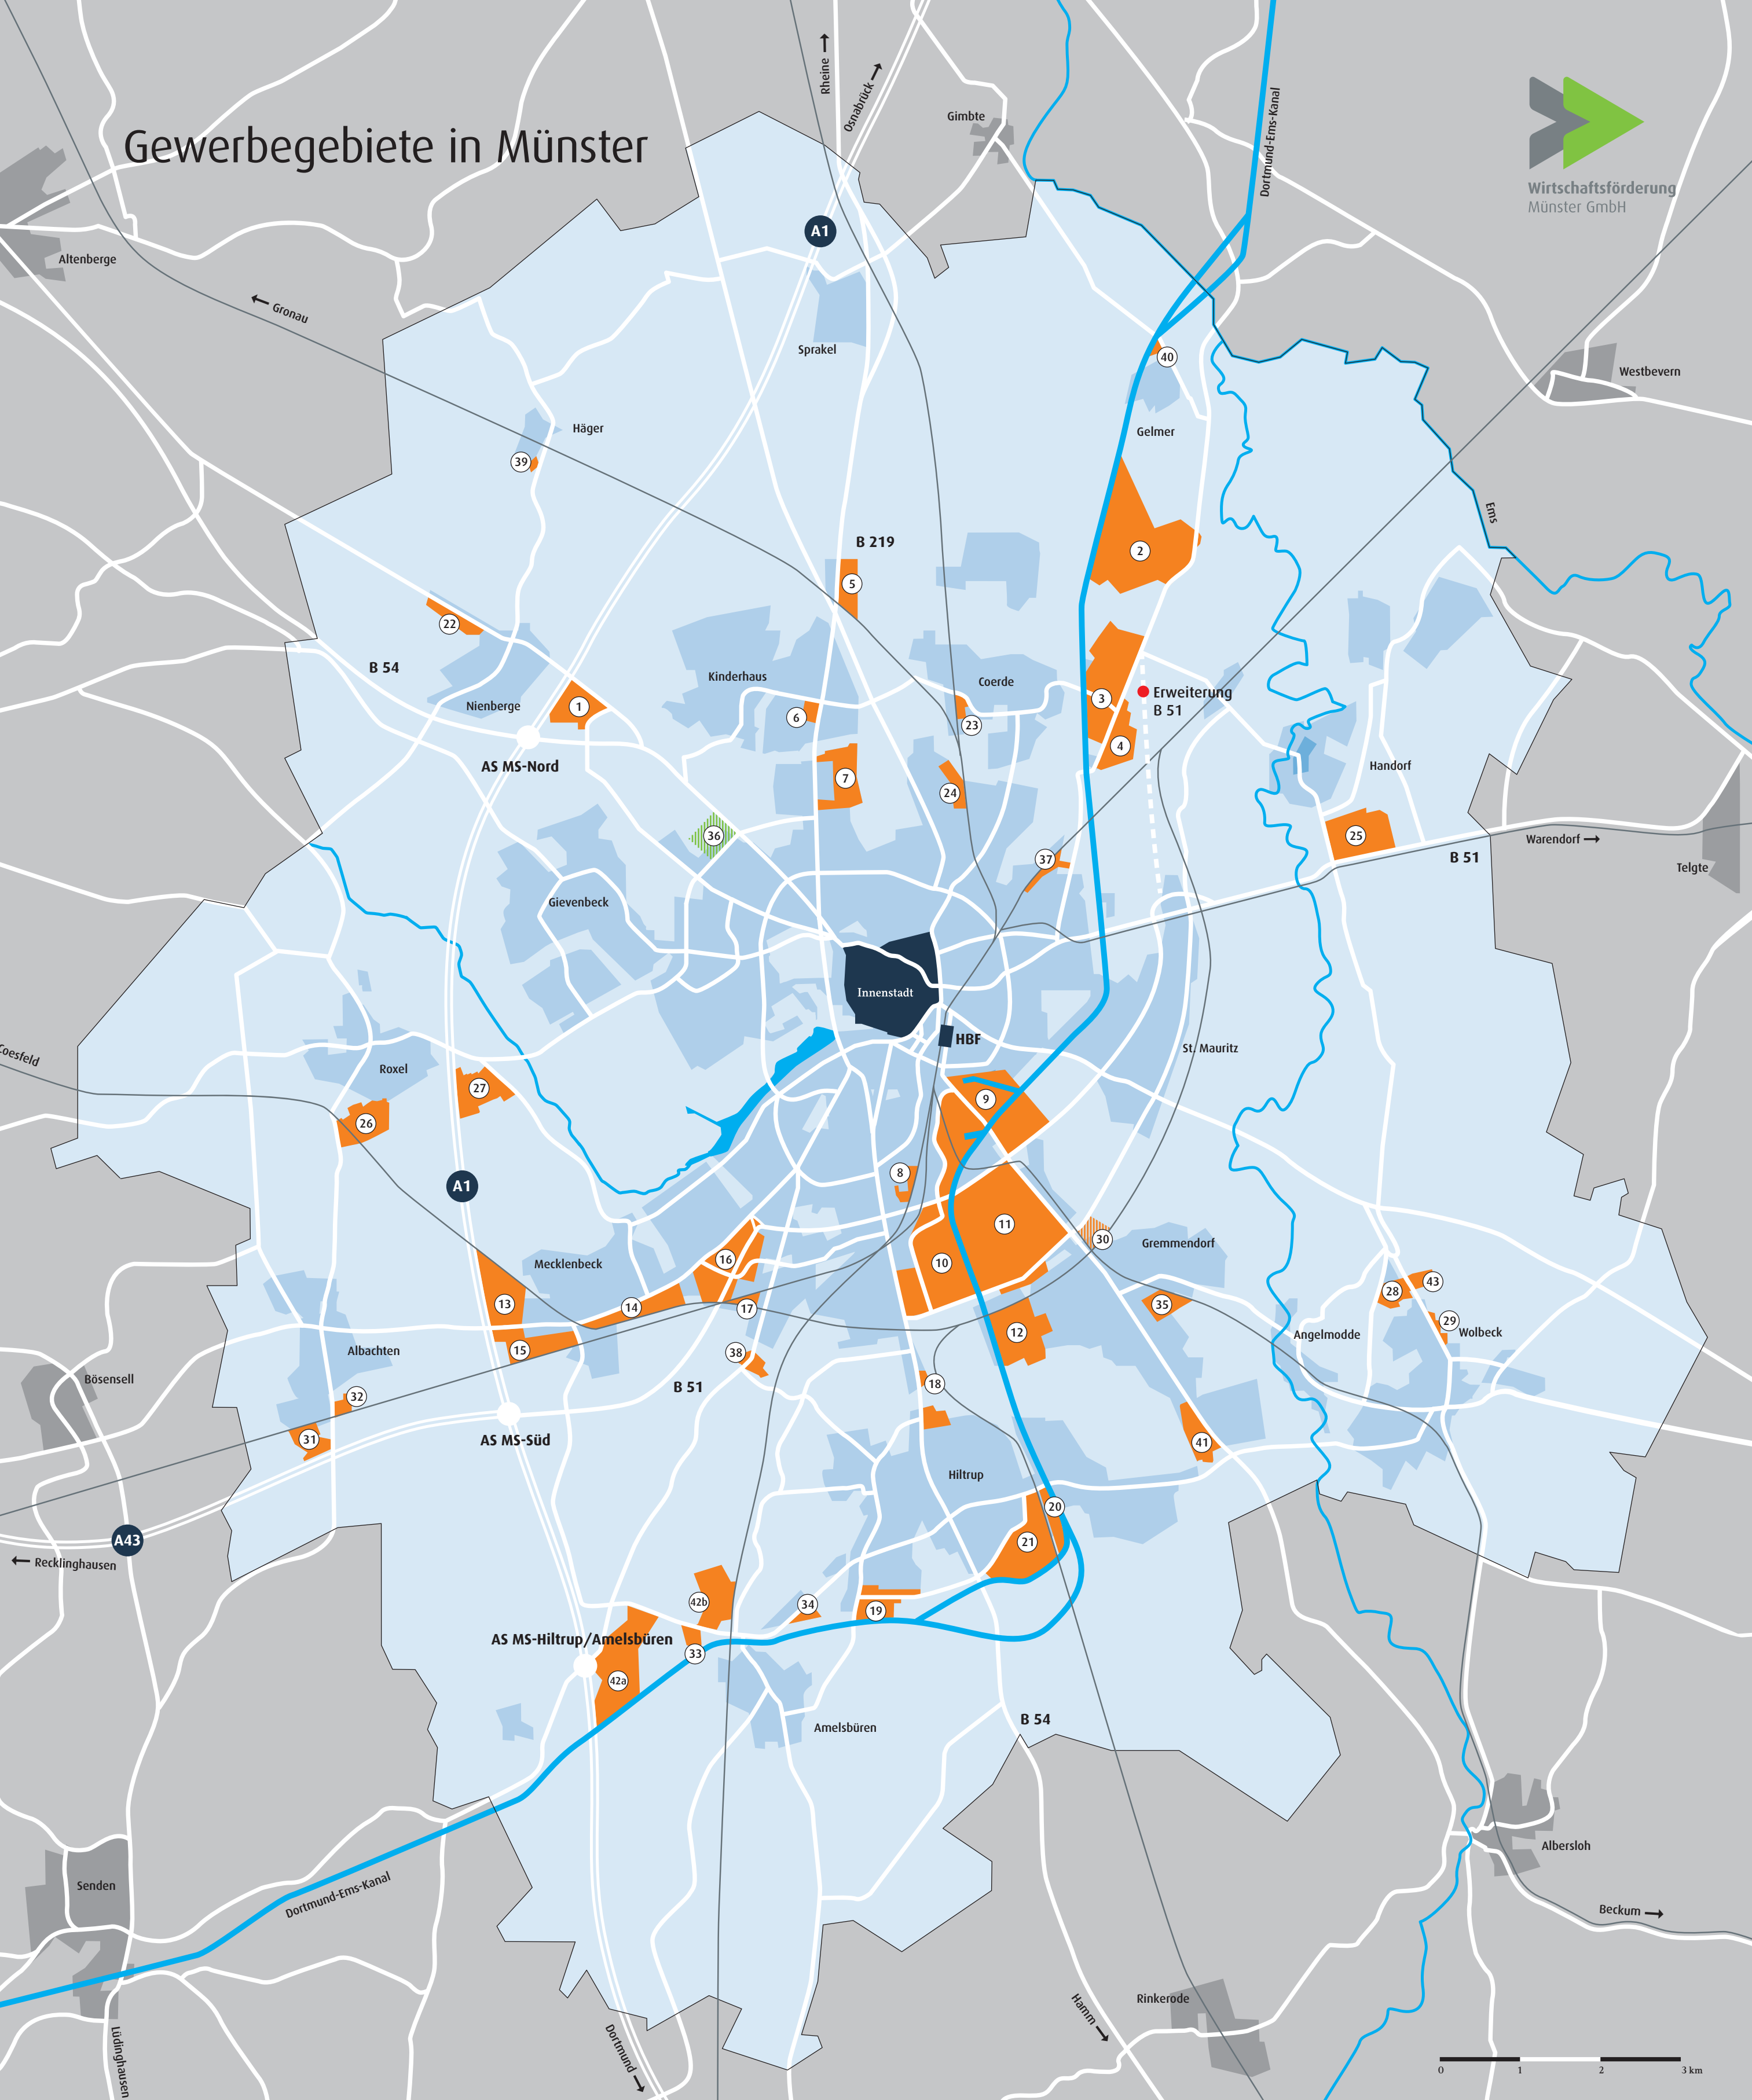 Gewerbegebiete in Münster
Wirtschaftsförderung
Münster GmbH
Rheine
Osnabrück
Gimbte
Dortmund-Ems-Kanal
A1
Altenberge
Gronau
Sprakel
40
Westbevern
Häger
Gelmer
39
Ems
B 219
2
5
22
B 54
Kinderhaus
Coerde
Erweiterung
B 51
3
Nienberge
1
6
23
4
AS MS-Nord
Handorf
7
24
36
25
Warendorf
B 51
37
Telgte
Gievenbeck
Innenstadt
HBF
Coesfeld
St. Mauritz
Roxel
27
9
26
8
A1
11
30
Gremmendorf
16
10
Mecklenbeck
43
28
13
14
17
35
29
12
Angelmodde
Wolbeck
15
Albachten
38
Bösensell
B 51
18
32
31
AS MS-Süd
41
Hiltrup
20
A43
21
Recklinghausen
42b
34
19
AS MS-Hiltrup/Amelsbüren
33
42a
B 54
Amelsbüren
Albersloh
Senden
Dortmund-Ems-Kanal
Beckum
Rinkerode
Hamm
Dortmund
Lüdinghausen
0 1 2 3 km